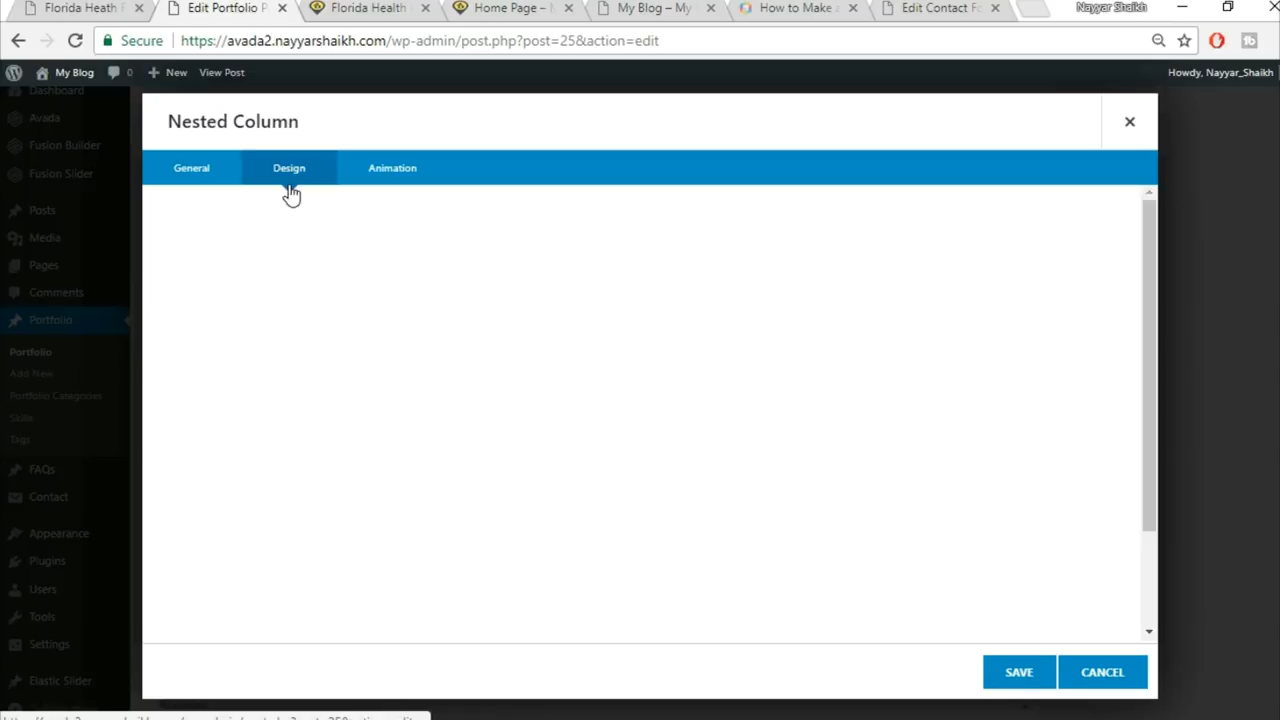 Florida Heath F
Edit Portfolio P
Florida Health
Home Page –
My Blog – My
How to Make a
Edit Contact Fo
Nayyar Shaikh
Secure https://avada2.nayyarshaikh.com/wp-admin/post.php?post=25&action=edit
My Blog 0 New View Post Howdy, Nayyar_Shaikh
Dashboard
Avada
Fusion Builder
Fusion Slider
Posts
Media
Pages
Comments
Portfolio
Portfolio
Add New
Portfolio Categories
Skills
Tags
FAQs
Contact
Appearance
Plugins
Users
Tools
Settings
Elastic Slider
Nested Column
General Design Animation
SAVE CANCEL